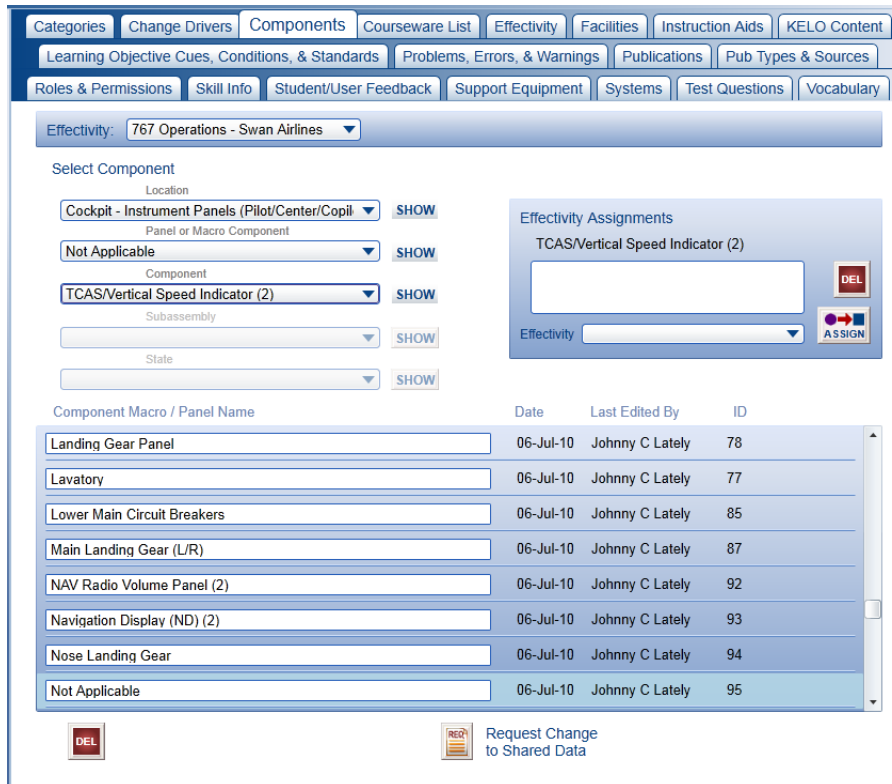 Categories Change Drivers Components Courseware List Effectivity Facilities Instruction Aids KELO Content
Learning Objective Cues, Conditions, & Standards Problems, Errors, & Warnings Publications Pub Types & Sources
Roles & Permissions Skill Info Student/User Feedback Support Equipment Systems Test Questions Vocabulary
Effectivity: 767 Operations - Swan Airlines
Select Component
Location
Cockpit - Instrument Panels (Pilot/Center/Copil SHOW
Panel or Macro Component
Not Applicable SHOW
Component
TCAS/Vertical Speed Indicator (2) SHOW
Subassembly
SHOW
State
SHOW
Effectivity Assignments
TCAS/Vertical Speed Indicator (2)
DEL
Effectivity ASSIGN
Component Macro / Panel Name Date Last Edited By ID
Landing Gear Panel 06-Jul-10 Johnny C Lately 78
Lavatory 06-Jul-10 Johnny C Lately 77
Lower Main Circuit Breakers 06-Jul-10 Johnny C Lately 85
Main Landing Gear (L/R) 06-Jul-10 Johnny C Lately 87
NAV Radio Volume Panel (2) 06-Jul-10 Johnny C Lately 92
Navigation Display (ND) (2) 06-Jul-10 Johnny C Lately 93
Nose Landing Gear 06-Jul-10 Johnny C Lately 94
Not Applicable 06-Jul-10 Johnny C Lately 95
DEL REQ Request Change
to Shared Data